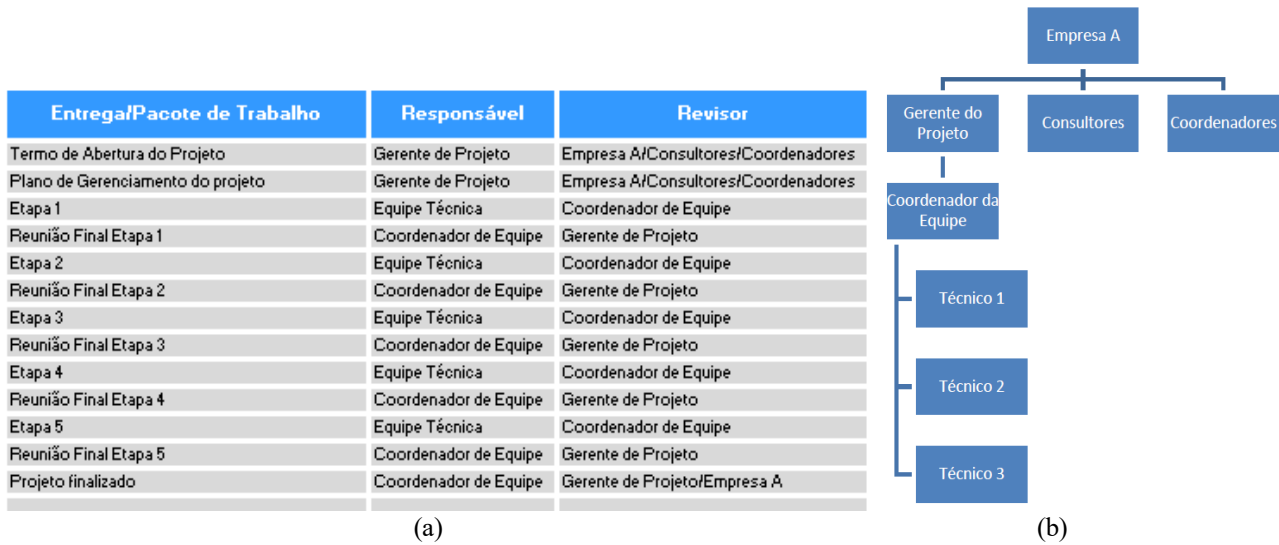 Entrega/Pacote de Trabalho Responsável Revisor
Termo de Abertura do Projeto Gerente de Projeto Empresa A/Consultores/Coordenadores
Plano de Gerenciamento do projeto Gerente de Projeto Empresa A/Consultores/Coordenadores
Etapa 1 Equipe Técnica Coordenador de Equipe
Reunião Final Etapa 1 Coordenador de Equipe Gerente de Projeto
Etapa 2 Equipe Técnica Coordenador de Equipe
Reunião Final Etapa 2 Coordenador de Equipe Gerente de Projeto
Etapa 3 Equipe Técnica Coordenador de Equipe
Reunião Final Etapa 3 Coordenador de Equipe Gerente de Projeto
Etapa 4 Equipe Técnica Coordenador de Equipe
Reunião Final Etapa 4 Coordenador de Equipe Gerente de Projeto
Etapa 5 Equipe Técnica Coordenador de Equipe
Reunião Final Etapa 5 Coordenador de Equipe Gerente de Projeto
Projeto finalizado Coordenador de Equipe Gerente de Projeto/Empresa A
(a)
Empresa A
Gerente do
Projeto
Consultores
Coordenadores
Coordenador da
Equipe
Técnico 1
Técnico 2
Técnico 3
(b)